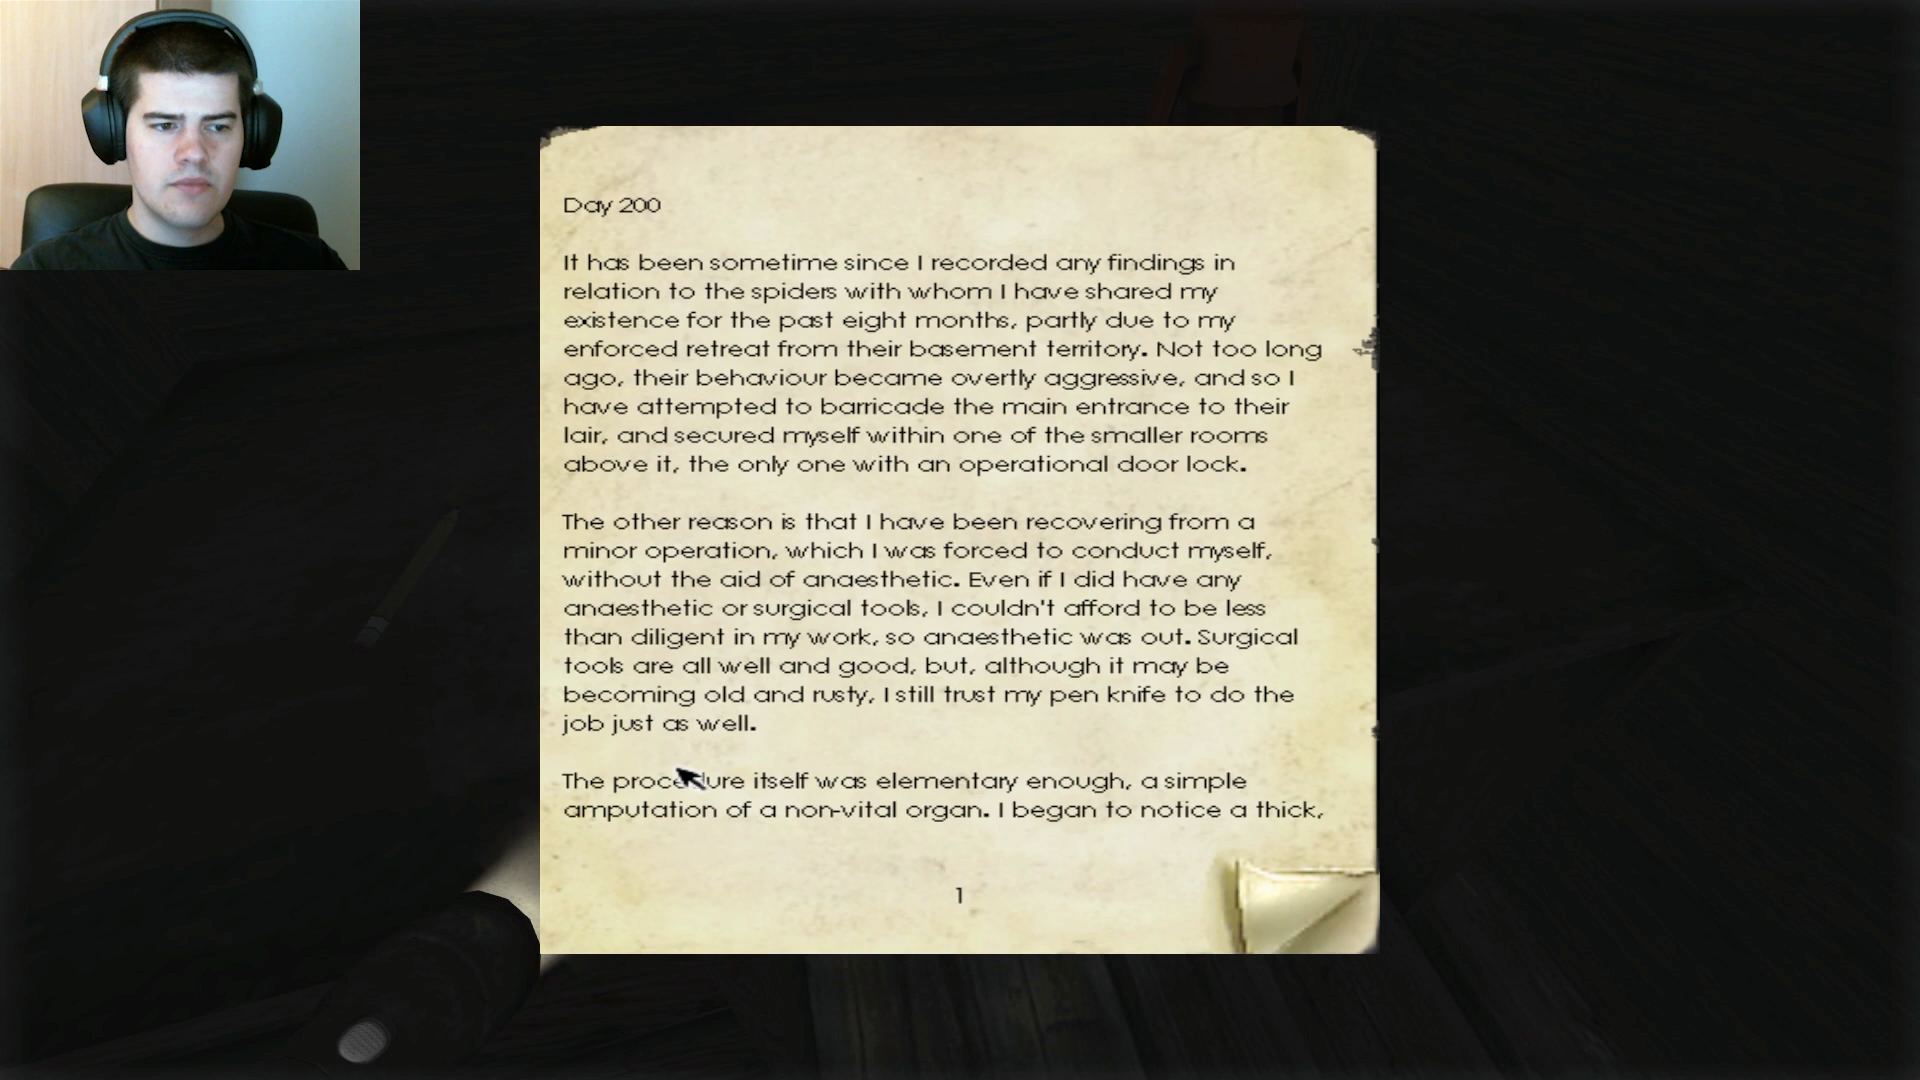 Day 200
It has been sometime since I recorded any findings in
relation to the spiders with whom I have shared my
existence for the past eight months, partly due to my
enforced retreat from their basement territory. Not too long
ago, their behaviour became overtly aggressive, and so I
have attempted to barricade the main entrance to their
lair, and secured myself within one of the smaller rooms
above it, the only one with an operational door lock.
The other reason is that I have been recovering from a
minor operation, which I was forced to conduct myself,
without the aid of anaesthetic. Even if I did have any
anaesthetic or surgical tools, I couldn't afford to be less
than diligent in my work, so anaesthetic was out. Surgical
tools are all well and good, but, although it may be
becoming old and rusty, I still trust my pen knife to do the
job just as well.
The procedure itself was elementary enough, a simple
amputation of a non-vital organ. I began to notice a thick,
1